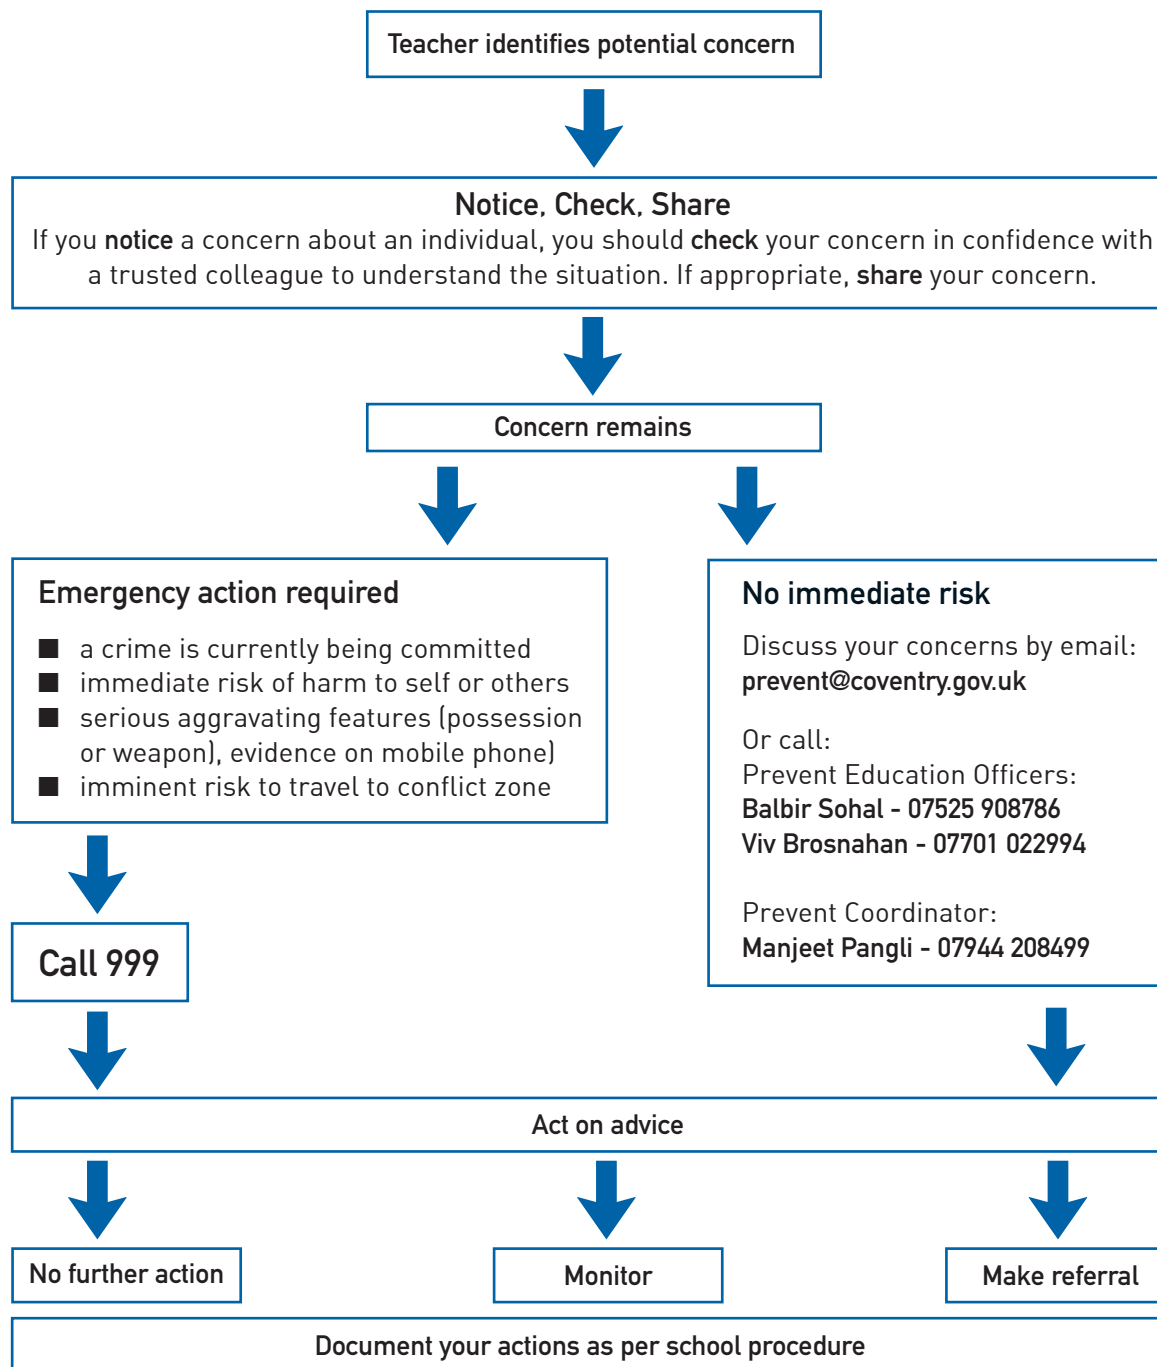 Teacher identifies potential concern
Notice, Check, Share
If you notice a concern about an individual, you should check your concern in confidence with
a trusted colleague to understand the situation. If appropriate, share your concern.
Concern remains
Emergency action required
■ a crime is currently being committed
■ immediate risk of harm to self or others
■ serious aggravating features (possession
or weapon), evidence on mobile phone)
■ imminent risk to travel to conflict zone
Call 999
No immediate risk
Discuss your concerns by email:
prevent@coventry.gov.uk
Or call:
Prevent Education Officers:
Balbir Sohal - 07525 908786
Viv Brosnahan - 07701 022994
Prevent Coordinator:
Manjeet Pangli - 07944 208499
Act on advice
No further action
Monitor
Make referral
Document your actions as per school procedure